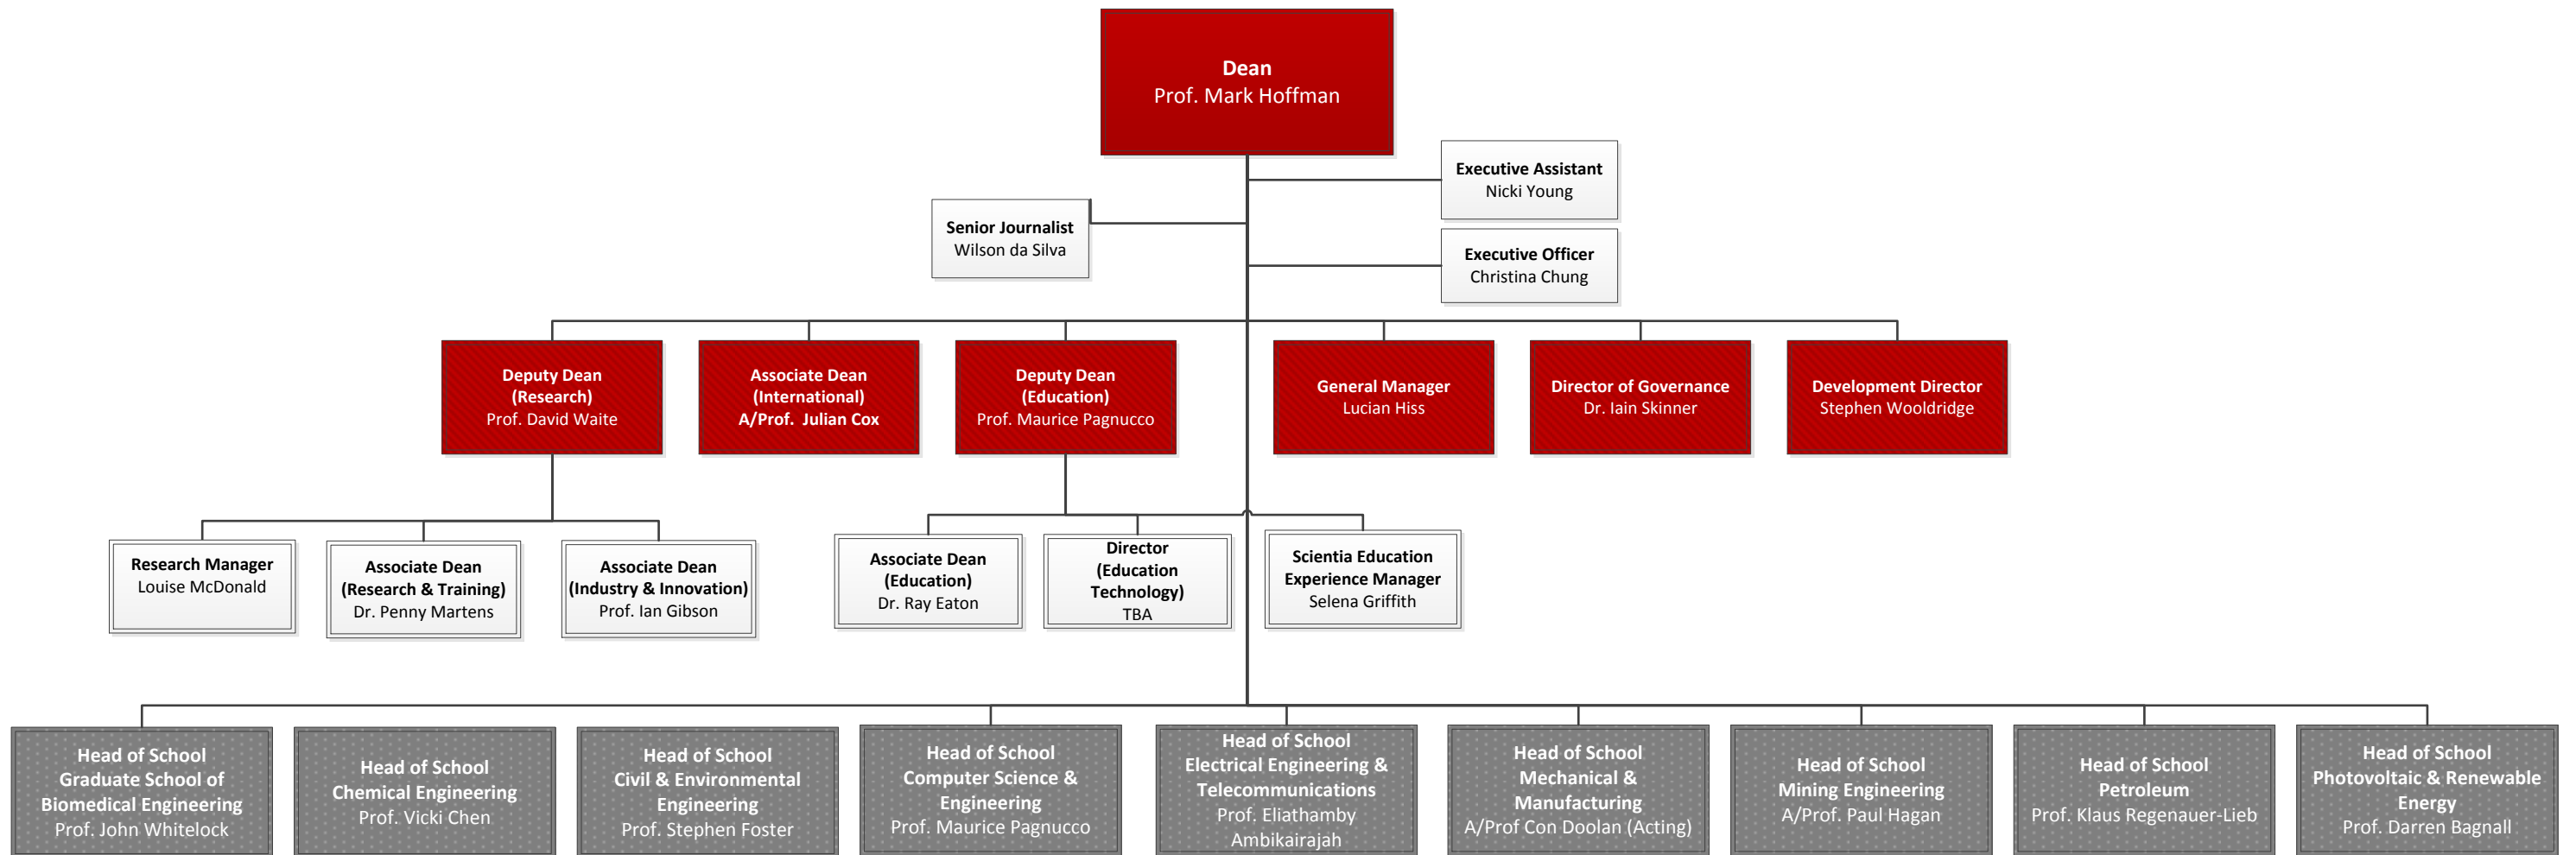 Dean
Prof. Mark Hoffman
Executive Assistant
Nicki Young
Senior Journalist
Wilson da Silva
Executive Officer
Christina Chung
Deputy Dean
(Research)
Prof. David Waite
Associate Dean
(International)
A/Prof.  Julian Cox
Deputy Dean
(Education)
Prof. Maurice Pagnucco
General Manager
Lucian Hiss
Director of Governance
Dr. Iain Skinner
Development Director
Stephen Wooldridge
Research Manager
Louise McDonald
Associate Dean
(Research & Training)
Dr. Penny Martens
Associate Dean
(Industry & Innovation)
Prof. Ian Gibson
Associate Dean
(Education)
Dr. Ray Eaton
Director
(Education
Technology)
TBA
Scientia Education
Experience Manager
Selena Griffith
Head of School
Graduate School of
Biomedical Engineering
Prof. John Whitelock
Head of School
Chemical Engineering
Prof. Vicki Chen
Head of School
Civil & Environmental
Engineering
Prof. Stephen Foster
Head of School
Computer Science &
Engineering
Prof. Maurice Pagnucco
Head of School
Electrical Engineering &
Telecommunications
Prof. Eliathamby
Ambikairajah
Head of School
Mechanical &
Manufacturing
A/Prof Con Doolan (Acting)
Head of School
Mining Engineering
A/Prof. Paul Hagan
Head of School
Petroleum
Prof. Klaus Regenauer-Lieb
Head of School
Photovoltaic & Renewable
Energy
Prof. Darren Bagnall